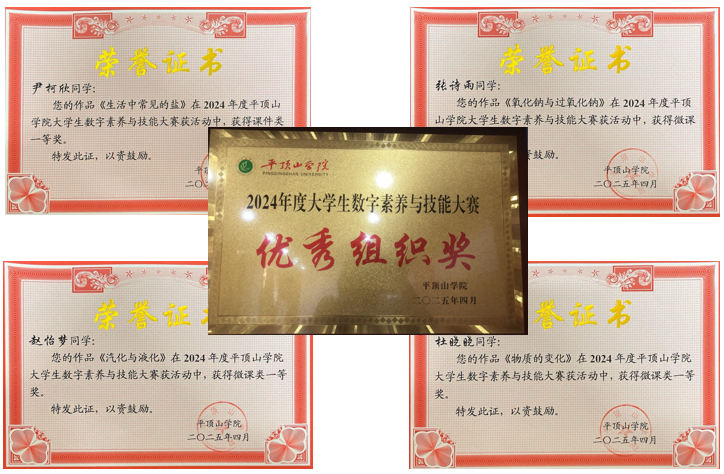 荣誉证书
尹柯欣同学：
您的作品《生活中常见的盐》在2024年度平顶山
学院大学生数字素养与技能大赛获活动中，获得课件类
一等奖。
特发此证，以资鼓励。
平顶
二〇二五
荣誉证书
张诗雨同学：
您的作品《氧化钠与过氧化钠》在2024年度平顶
山学院大学生数字素养与技能大赛获活动中，获得微课
资鼓励。
平顶山学院
二〇二五年四月
平顶山学院
PINGDINGSHAN UNIVERSITY
2024年度大学生数字素养与技能大赛
优秀组织奖
平顶山学院
二〇二五年四月
荣誉证书
赵怡梦同学：
您的作品《汽化与液化》在2024年度平顶山学院
大学生数字素养与技能大赛获活动中，获得微课类一等
奖。
特发此证，以资鼓励。
平顶山学院
二〇二五年四月
誉证书
杜晓晓同学：
您的作品《物质的变化》在2024年度平顶山学院
大学生数字素养与技能大赛获活动中，获得微课类一等
奖。
特发此证，以资鼓励。
平顶山学院
二〇二五年四月